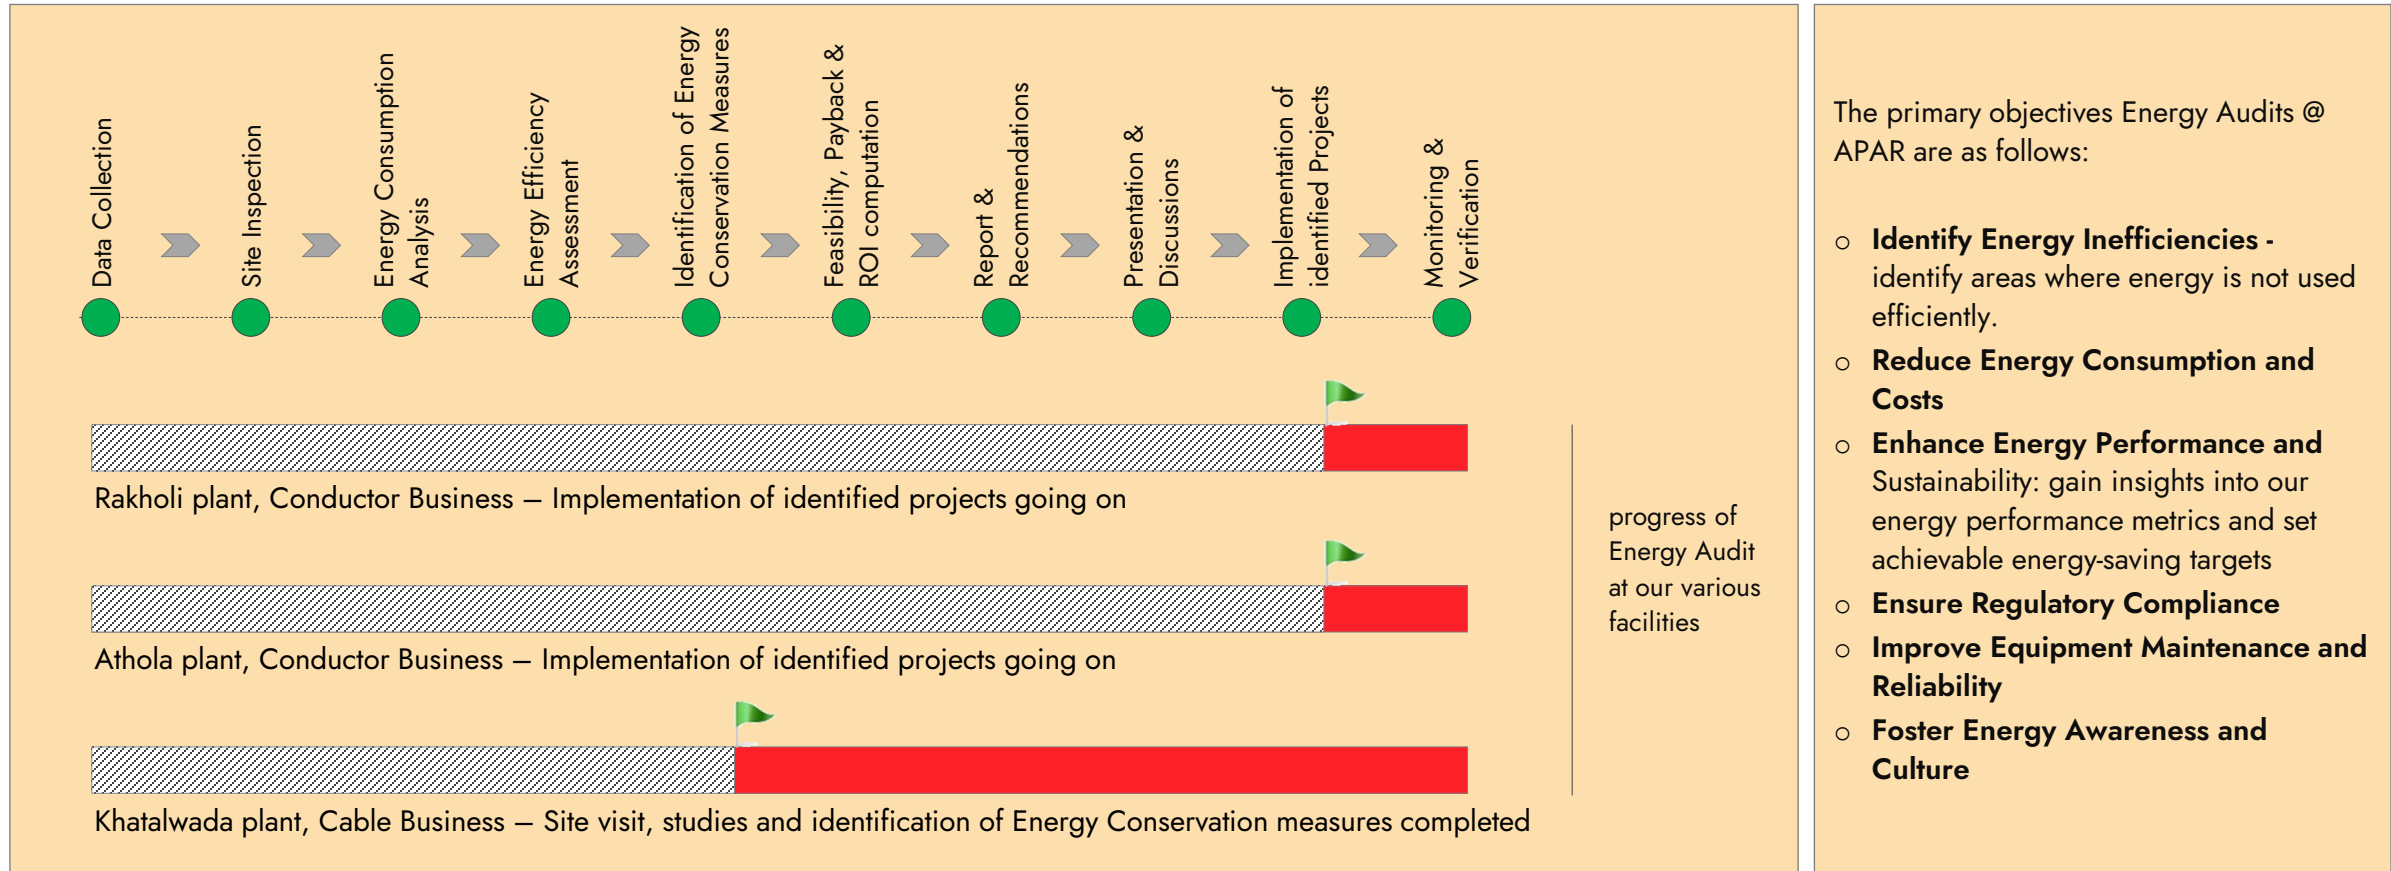 Data Collection
Site Inspection
Energy Consumption
Analysis
Energy Efficiency
Assessment
Identification of Energy
Conservation Measures
Feasibility, Payback &
ROI computation
Report &
Recommendations
Presentation &
Discussions
Implementation of
identified Projects
Monitoring &
Verification
Rakholi plant, Conductor Business – Implementation of identified projects going on
Athola plant, Conductor Business – Implementation of identified projects going on
Khatalwada plant, Cable Business – Site visit, studies and identification of Energy Conservation measures completed
progress of
Energy Audit
at our various
facilities
The primary objectives Energy Audits @
APAR are as follows:
o Identify Energy Inefficiencies -
identify areas where energy is not used
efficiently.
o Reduce Energy Consumption and
Costs
o Enhance Energy Performance and
Sustainability: gain insights into our
energy performance metrics and set
achievable energy-saving targets
o Ensure Regulatory Compliance
o Improve Equipment Maintenance and
Reliability
o Foster Energy Awareness and
Culture